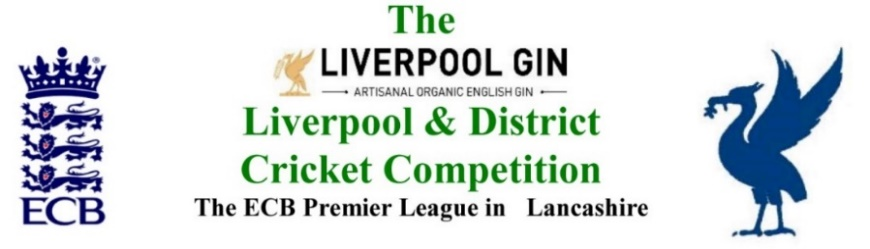 The
LIVERPOOL GIN
ARTISANAL ORGANIC ENGLISH GIN
Liverpool & District
Cricket Competition
The ECB Premier League in Lancashire
ECB